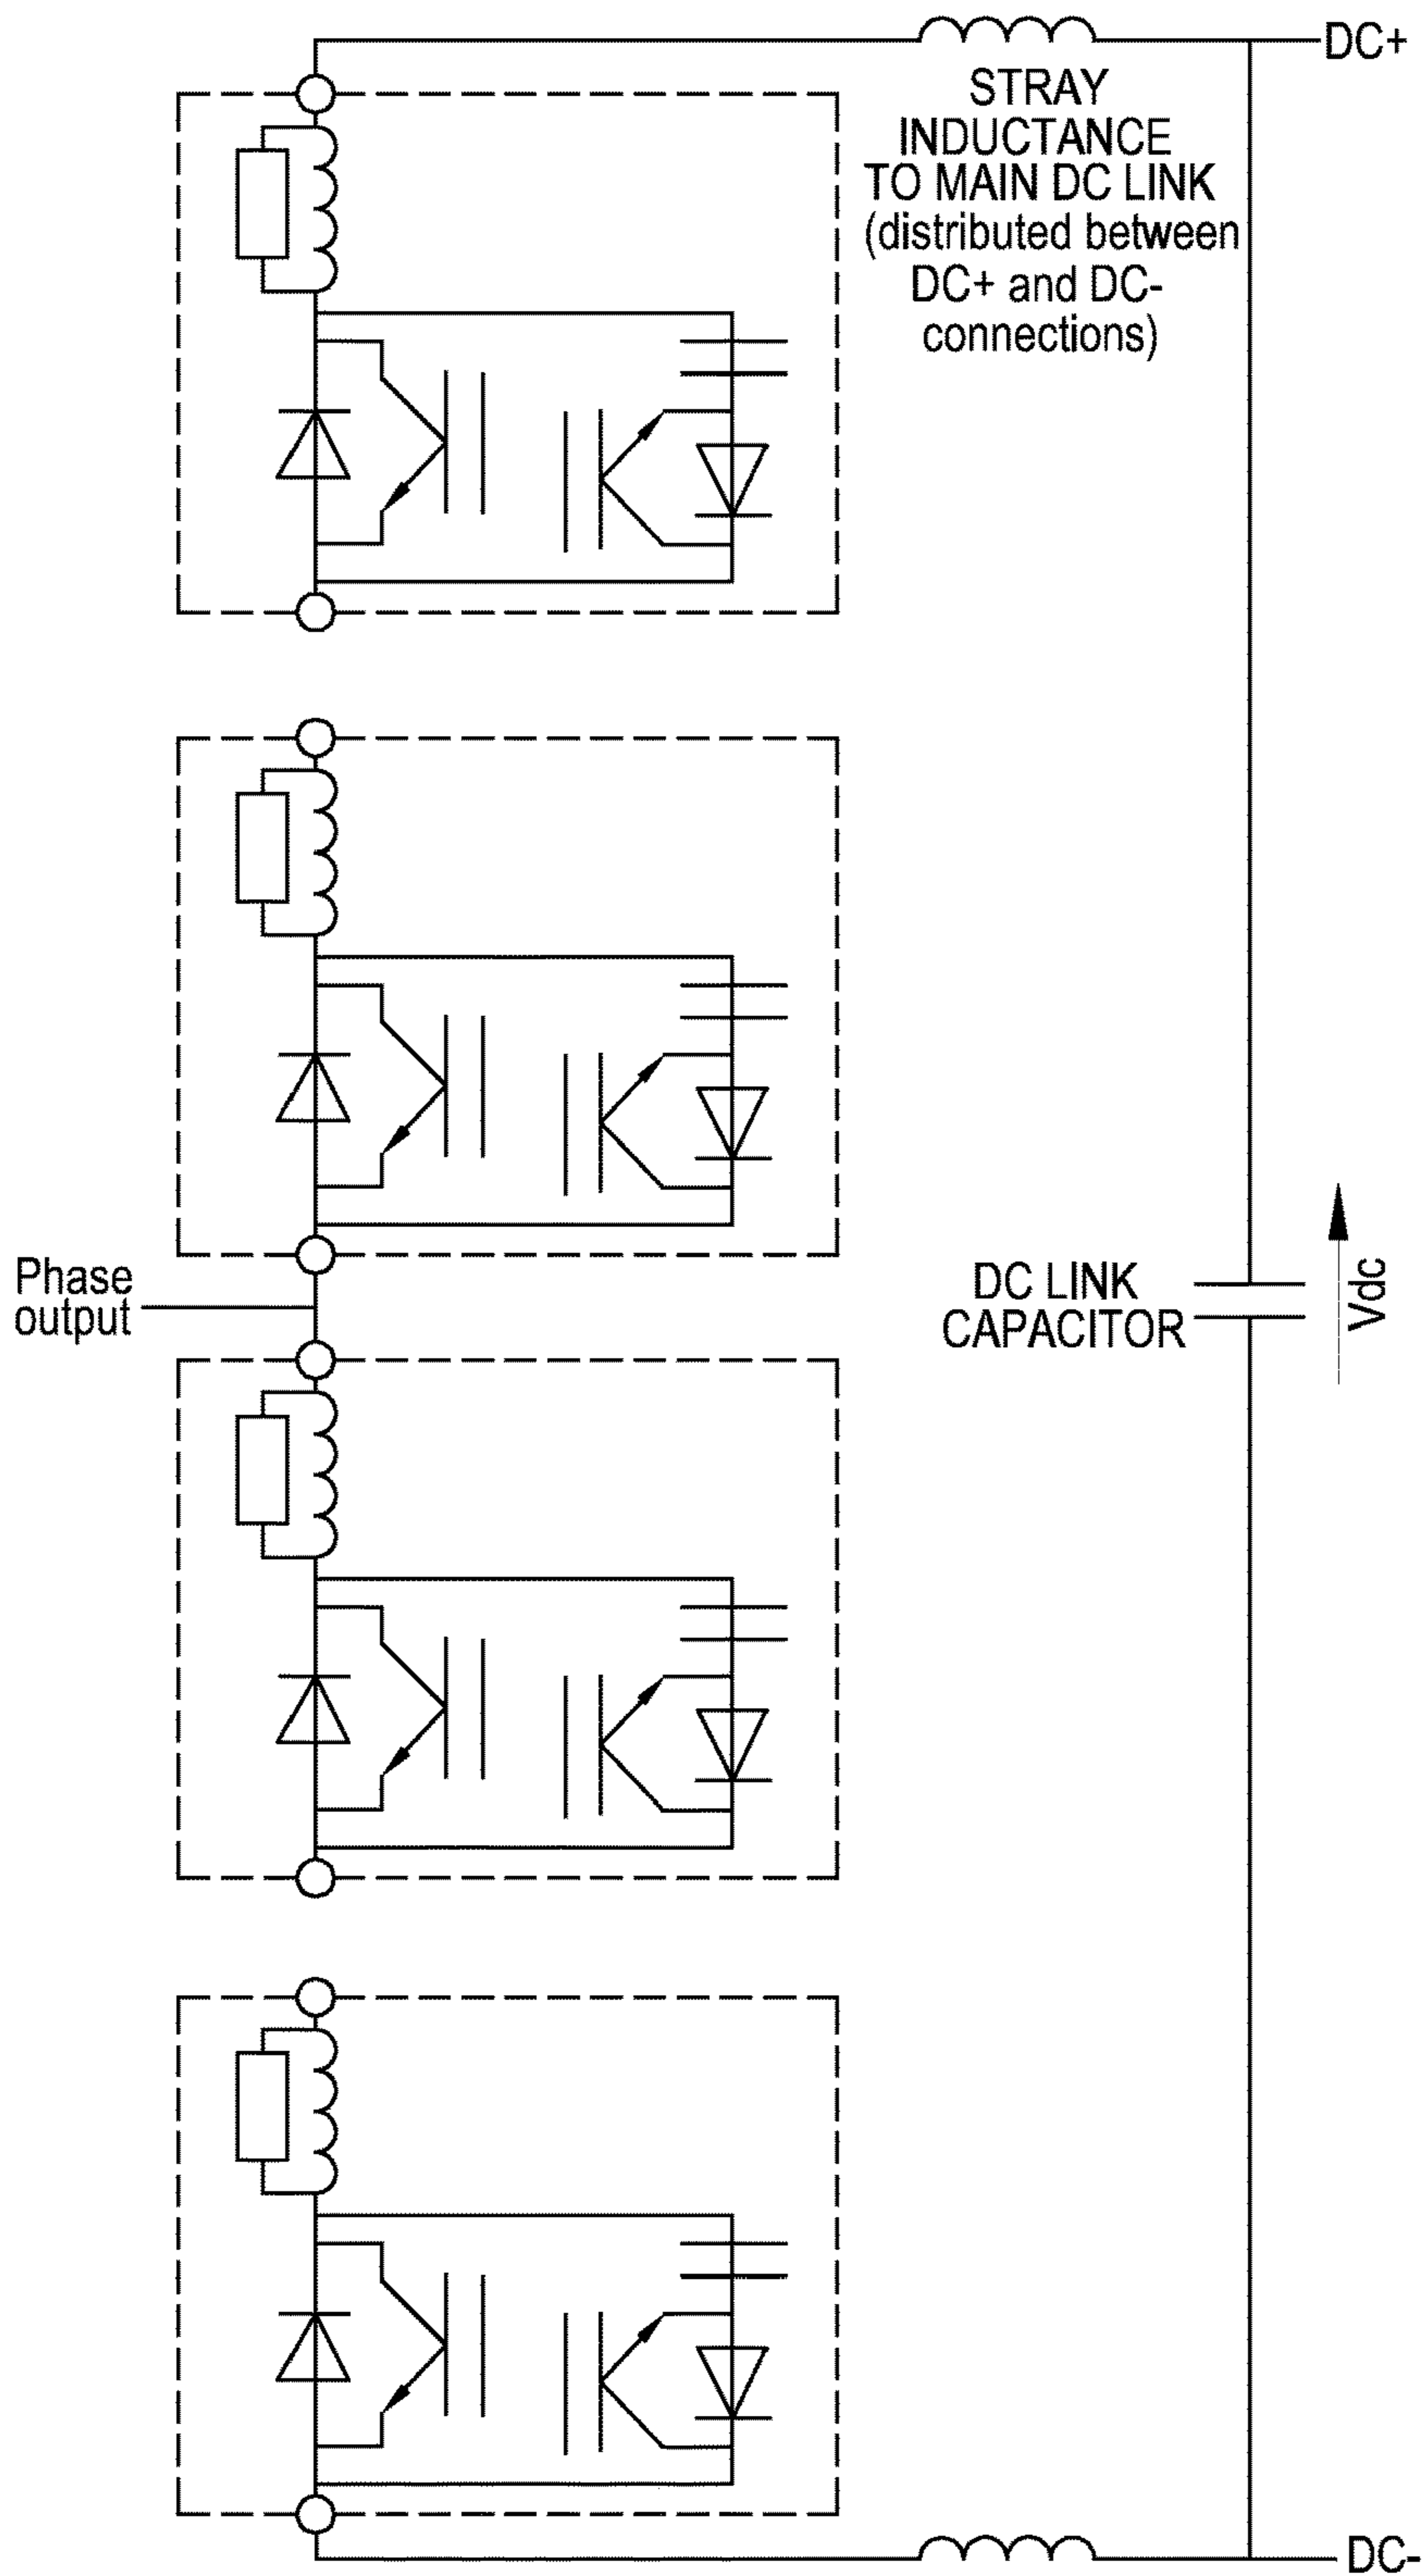 DC+
STRAY
INDUCTANCE
TO MAIN DC LINK
(distributed between
DC+ and DC-
connections)
Phase
output
DC LINK
CAPACITOR
Vdc
DC-